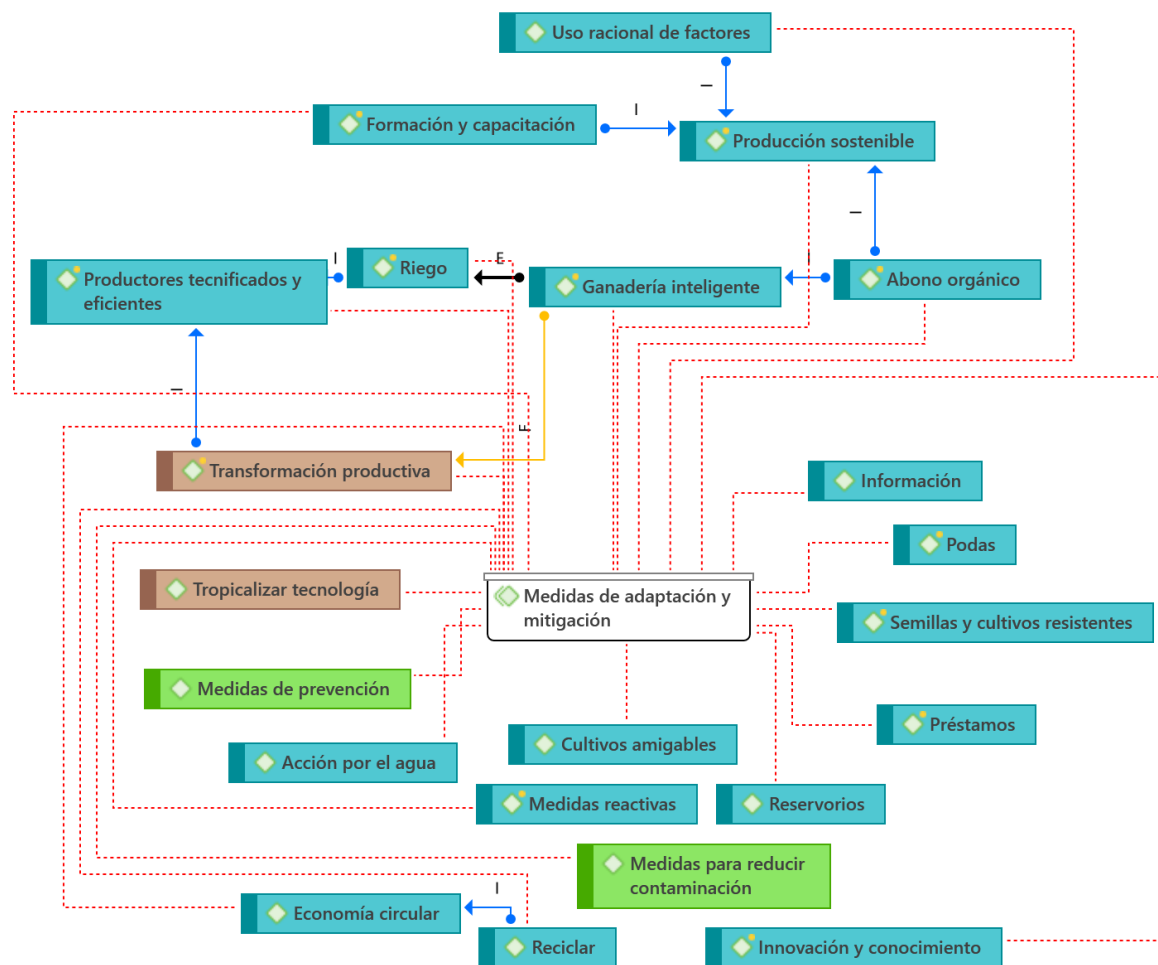 Uso racional de factores
I
Formación y capacitación
I
Producción sostenible
I
Riego
I
E
Productores tecnificados y
eficientes
Ganadería inteligente
I
Abono orgánico
I
F
Transformación productiva
Información
Podas
Tropicalizar tecnología
Medidas de adaptación y
mitigación
Semillas y cultivos resistentes
Medidas de prevención
Préstamos
Cultivos amigables
Acción por el agua
Medidas reactivas
Reservorios
Medidas para reducir
contaminación
I
Economía circular
Reciclar
Innovación y conocimiento